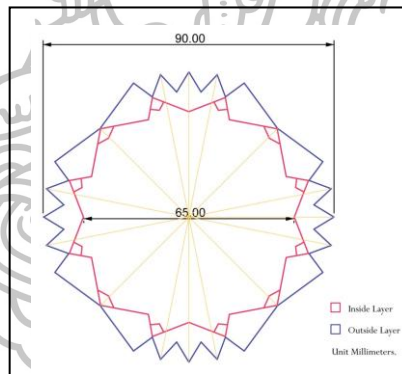 90.00
65.00
Inside Layer
Outside Layer
Unit Millimeters.